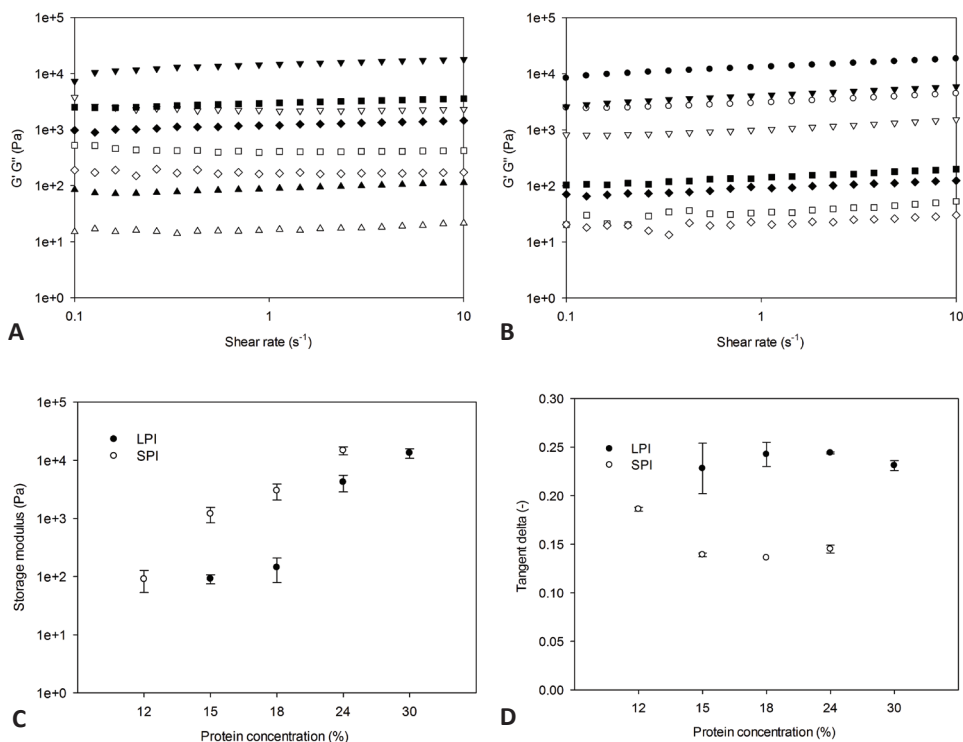 1e+5
1e+4
1e+3
1e+2
1e+1
1e+0
G' G'' (Pa)
0.1
1
10
Shear rate (s⁻¹)
A
1e+5
1e+4
1e+3
1e+2
1e+1
1e+0
G' G'' (Pa)
0.1
1
10
Shear rate (s⁻¹)
B
1e+5
1e+4
1e+3
1e+2
1e+1
1e+0
Storage modulus (Pa)
LPI
SPI
12
15
18
24
30
Protein concentration (%)
C
0.30
0.25
0.20
0.15
0.10
0.05
0.00
Tangent delta (-)
LPI
SPI
12
15
18
24
30
Protein concentration (%)
D